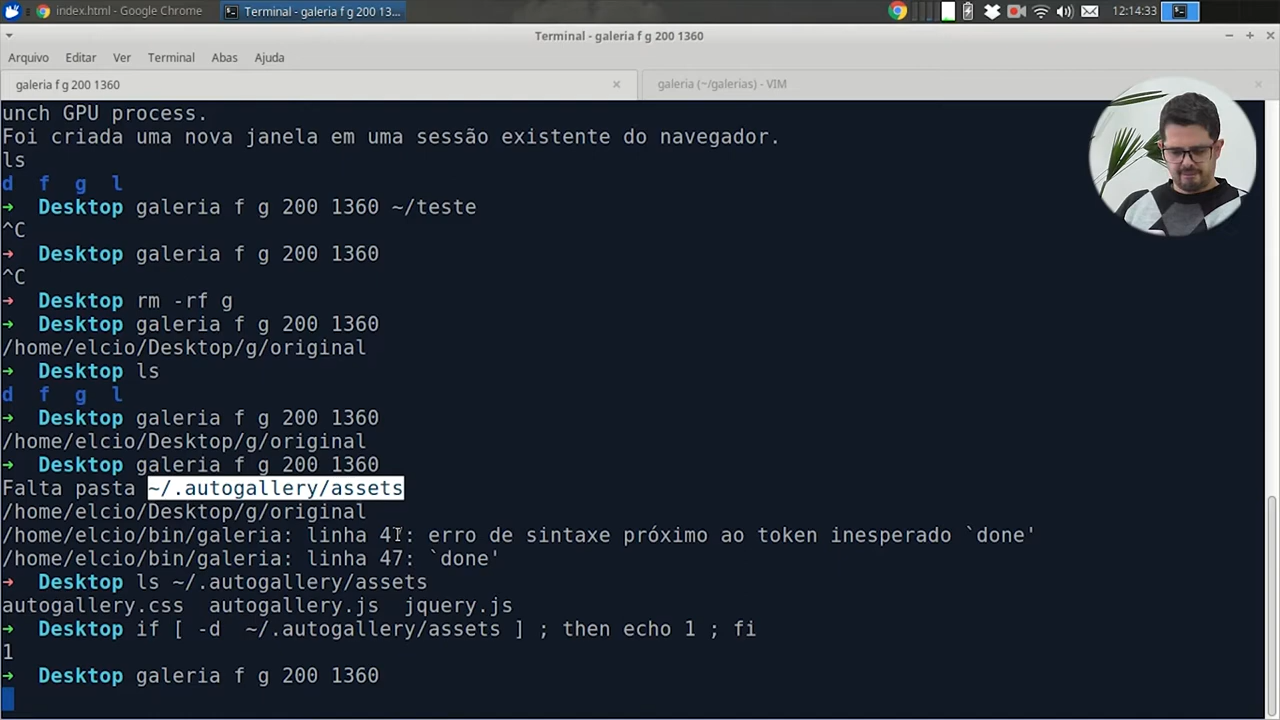 index.html - Google Chrome
Terminal - galeria f g 200 13...
12:14:33
Terminal - galeria f g 200 1360
Arquivo Editar Ver Terminal Abas Ajuda
galeria f g 200 1360
galeria (~/galerias) - VIM
unch GPU process.
Foi criada uma nova janela em uma sessão existente do navegador.
ls
d f g l
➜ Desktop galeria f g 200 1360 ~/teste
^C
➜ Desktop galeria f g 200 1360
^C
➜ Desktop rm -rf g
➜ Desktop galeria f g 200 1360
/home/elcio/Desktop/g/original
➜ Desktop ls
d f g l
➜ Desktop galeria f g 200 1360
/home/elcio/Desktop/g/original
➜ Desktop galeria f g 200 1360
Falta pasta ~/.autogallery/assets
/home/elcio/Desktop/g/original
/home/elcio/bin/galeria: linha 47: erro de sintaxe próximo ao token inesperado `done'
/home/elcio/bin/galeria: linha 47: `done'
➜ Desktop ls ~/.autogallery/assets
autogallery.css autogallery.js jquery.js
➜ Desktop if [ -d  ~/.autogallery/assets ] ; then echo 1 ; fi
1
➜ Desktop galeria f g 200 1360